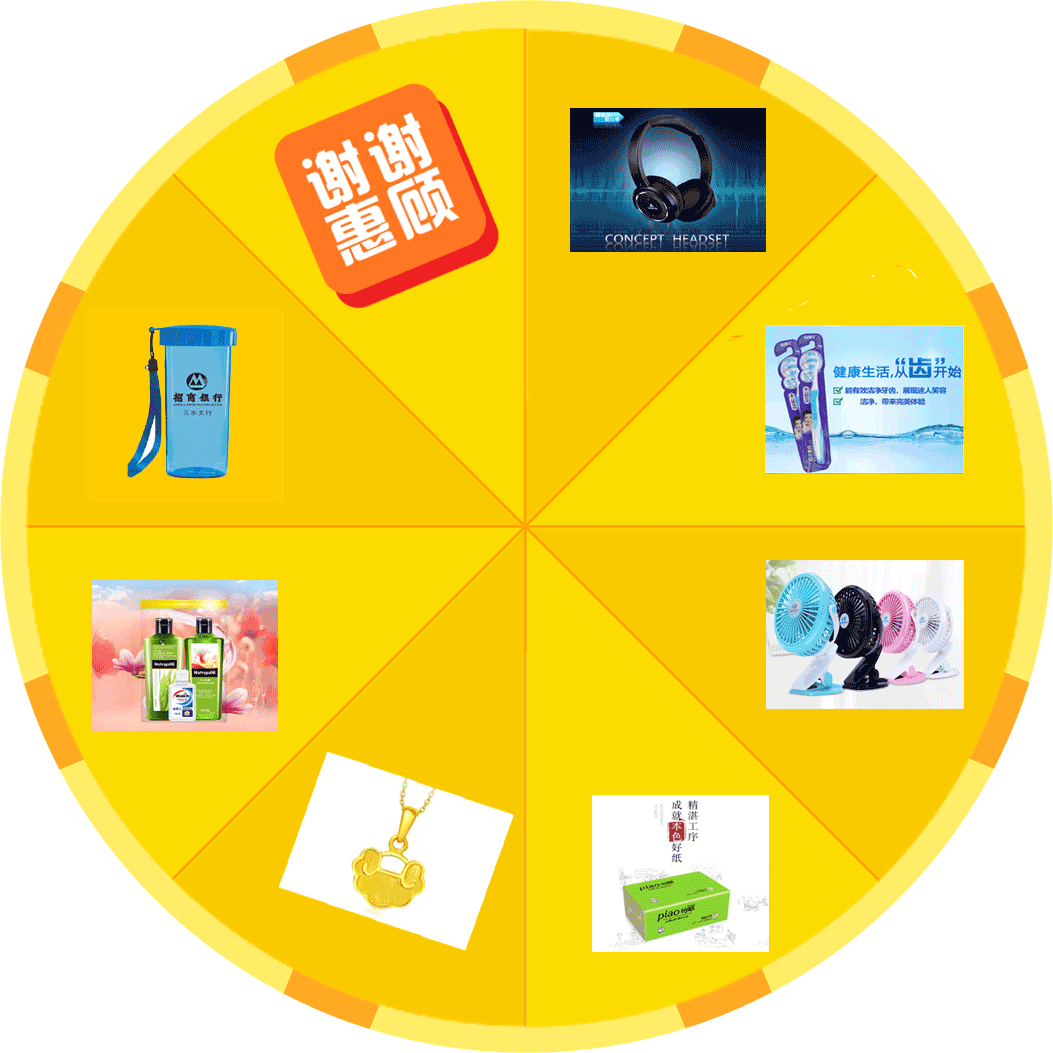 谢谢
惠顾
CONCEPT HEADSET
健康生活,从“齿”开始
能有效洁净牙齿、展现迷人笑容
洁净、带来完美体验
招商银行
精湛工序
成就本色好纸
piao
piao